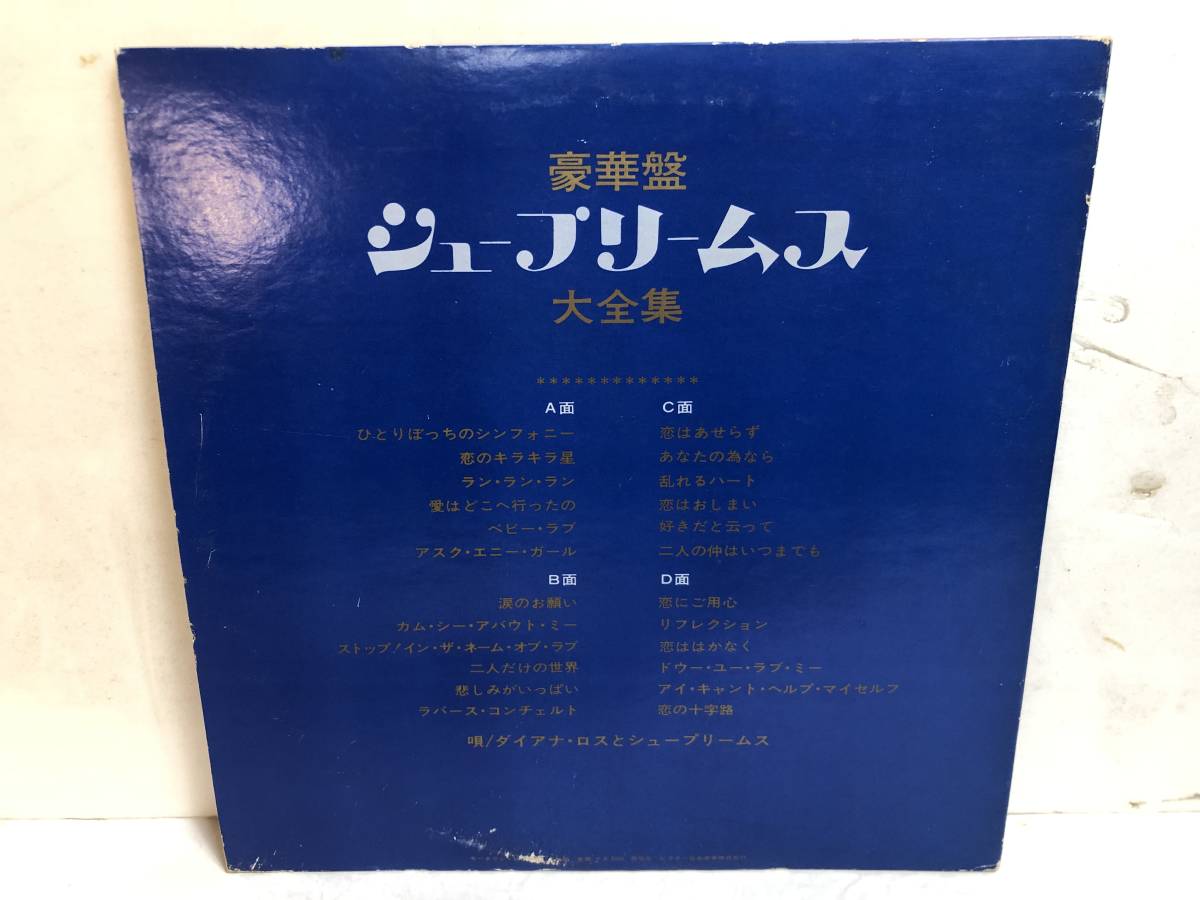 豪華盤
シュープリームス
大全集
*************
A面
ひとりぼっちのシンフォニー
恋のキラキラ星
ラン・ラン・ラン
愛はどこへ行ったの
ベビー・ラブ
アスク・エニー・ガール
B面
涙のお願い
カム・シー・アバウト・ミー
ストップ!イン・ザ・ネーム・オブ・ラブ
二人だけの世界
悲しみがいっぱい
ラバース・コンチェルト
C面
恋はあせらず
あなたの為なら
乱れるハート
恋はおしまい
好きだと云って
二人の仲はいつまでも
D面
恋にご用心
リフレクション
恋ははかなく
ドウー・ユー・ラブ・ミー
アイ・キャント・ヘルプ・マイセルフ
恋の十字路
唄/ダイアナ・ロスとシュープリームス